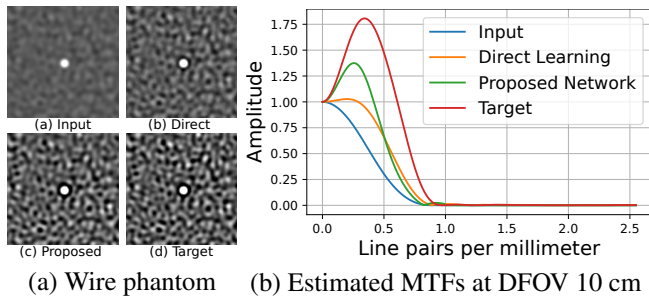 (a) Input
(b) Direct
(c) Proposed
(d) Target
(a) Wire phantom
Amplitude
1.75
1.50
1.25
1.00
0.75
0.50
0.25
0.00
Input
Direct Learning
Proposed Network
Target
0.0 0.5 1.0 1.5 2.0 2.5
Line pairs per millimeter
(b) Estimated MTFs at DFOV 10 cm